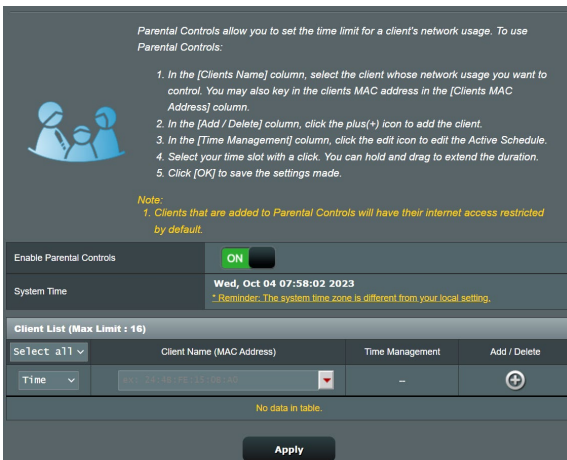 Parental Controls allow you to set the time limit for a client's network usage. To use
Parental Controls:
1. In the [Clients Name] column, select the client whose network usage you want to
control. You may also key in the clients MAC address in the [Clients MAC
Address] column.
2. In the [Add / Delete] column, click the plus(+) icon to add the client.
3. In the [Time Management] column, click the edit icon to edit the Active Schedule.
4. Select your time slot with a click. You can hold and drag to extend the duration.
5. Click [OK] to save the settings made.
Note:
1. Clients that are added to Parental Controls will have their internet access restricted
by default.
Enable Parental Controls ON
System Time Wed, Oct 04 07:58:02 2023
* Reminder: The system time zone is different from your local setting.
Client List (Max Limit : 16)
Select all Client Name (MAC Address) Time Management Add / Delete
Time --
No data in table.
Apply